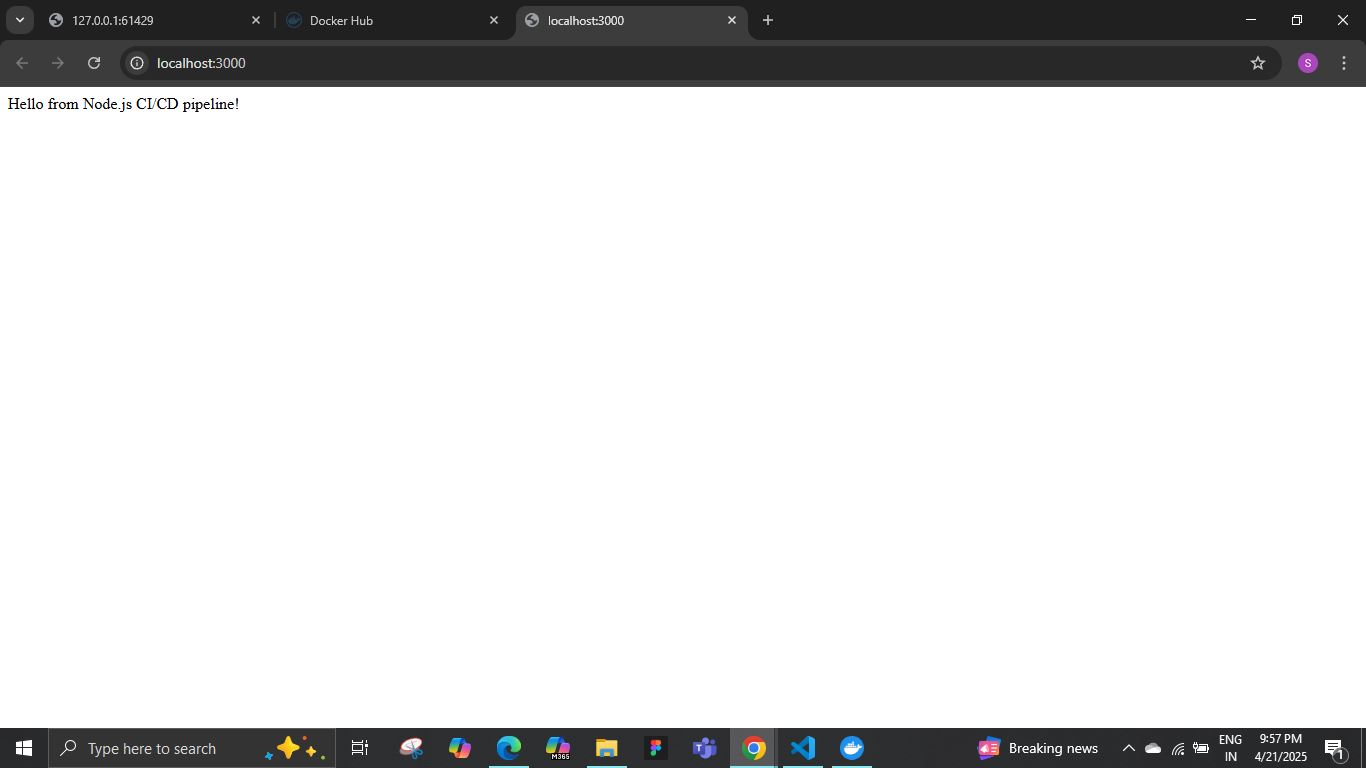 127.0.0.1:61429
Docker Hub
localhost:3000
localhost:3000
S
Hello from Node.js CI/CD pipeline!
Type here to search
M365
Breaking news
ENG
IN
9:57 PM
4/21/2025
1